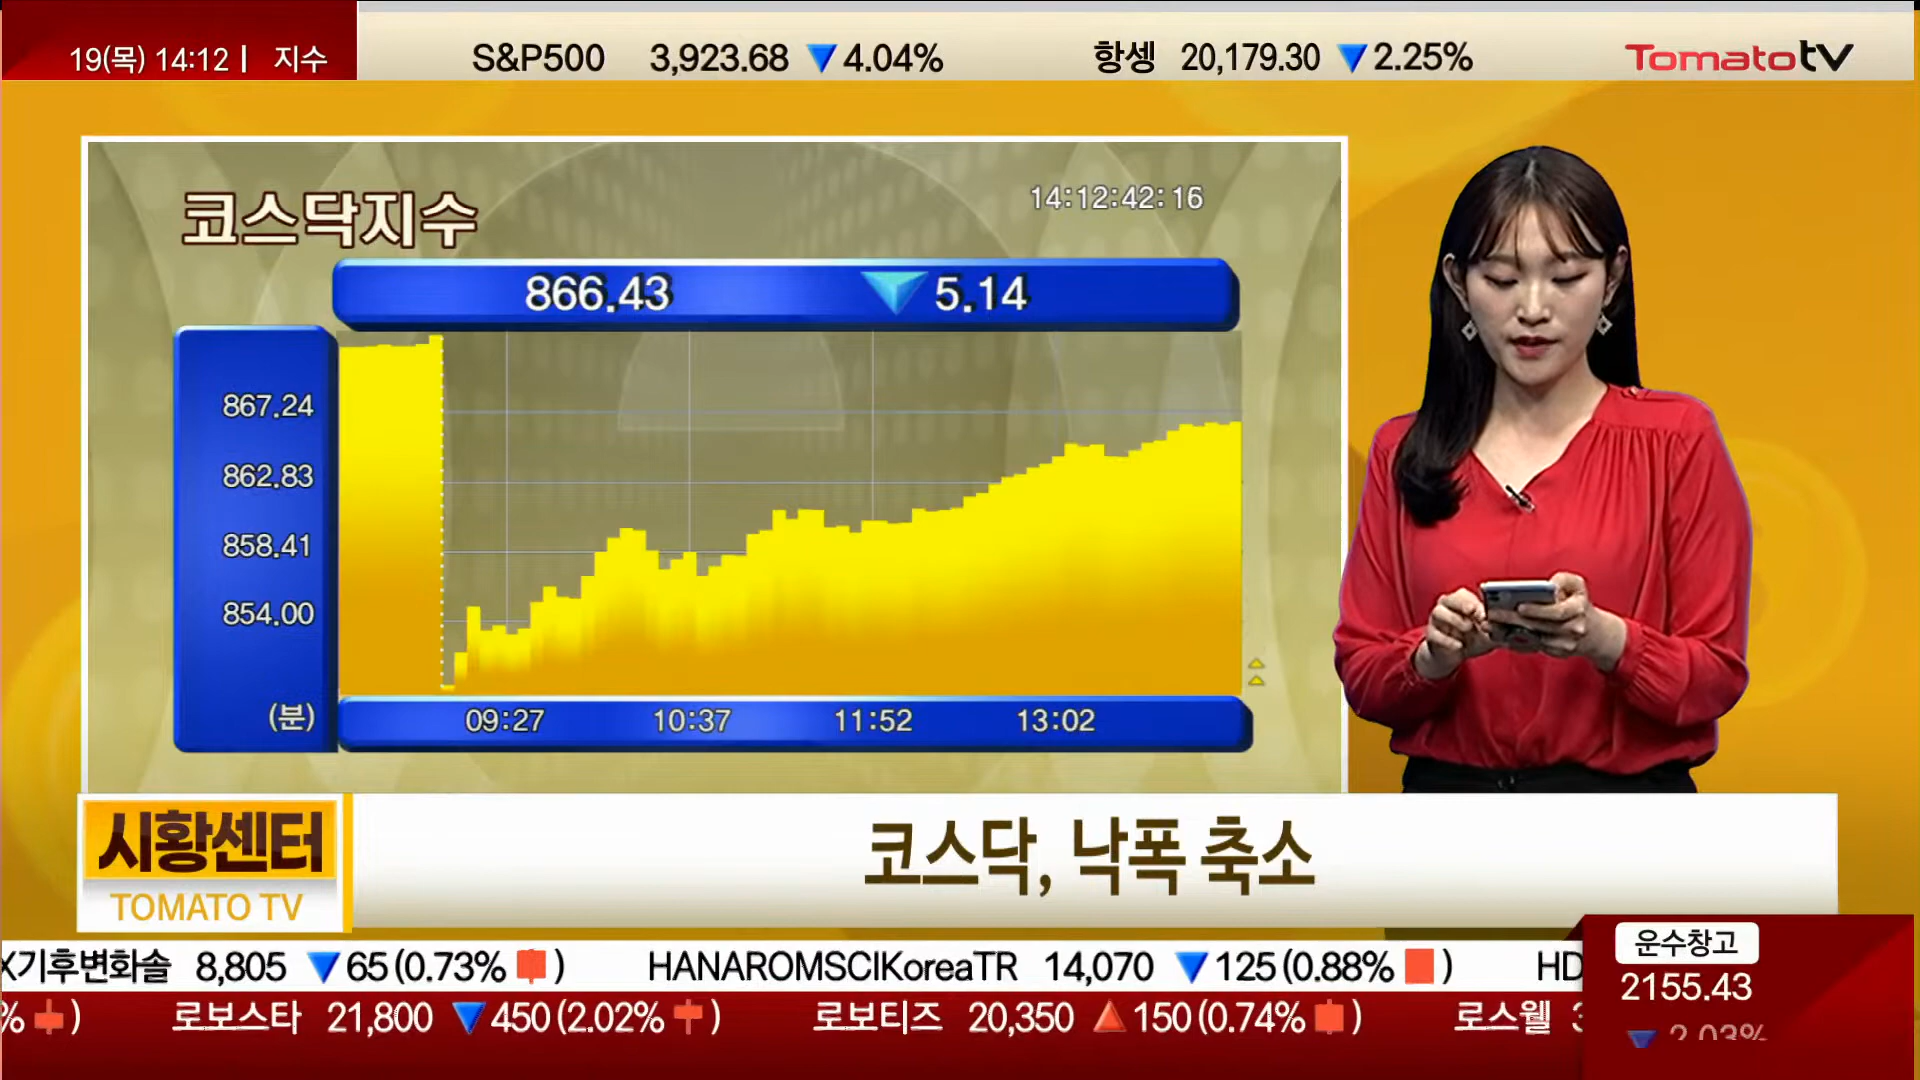 19(목) 14:12 | 지수
S&P500 3,923.68 ▼ 4.04%
항셍 20,179.30 ▼ 2.25%
TomatoTV
코스닥지수
14:12:42:16
866.43 ▼ 5.14
867.24
862.83
858.41
854.00
(분)
09:27 10:37 11:52 13:02
시황센터
TOMATO TV
코스닥, 낙폭 축소
X기후변화솔 8,805 ▼ 65 (0.73% ) HANAROMSCIKoreaTR 14,070 ▼ 125 (0.88% ) HD
% ) 로보스타 21,800 ▼ 450 (2.02% ) 로보티즈 20,350 ▲ 150 (0.74% ) 로스웰
운수창고
2155.43
▼ 2.03%